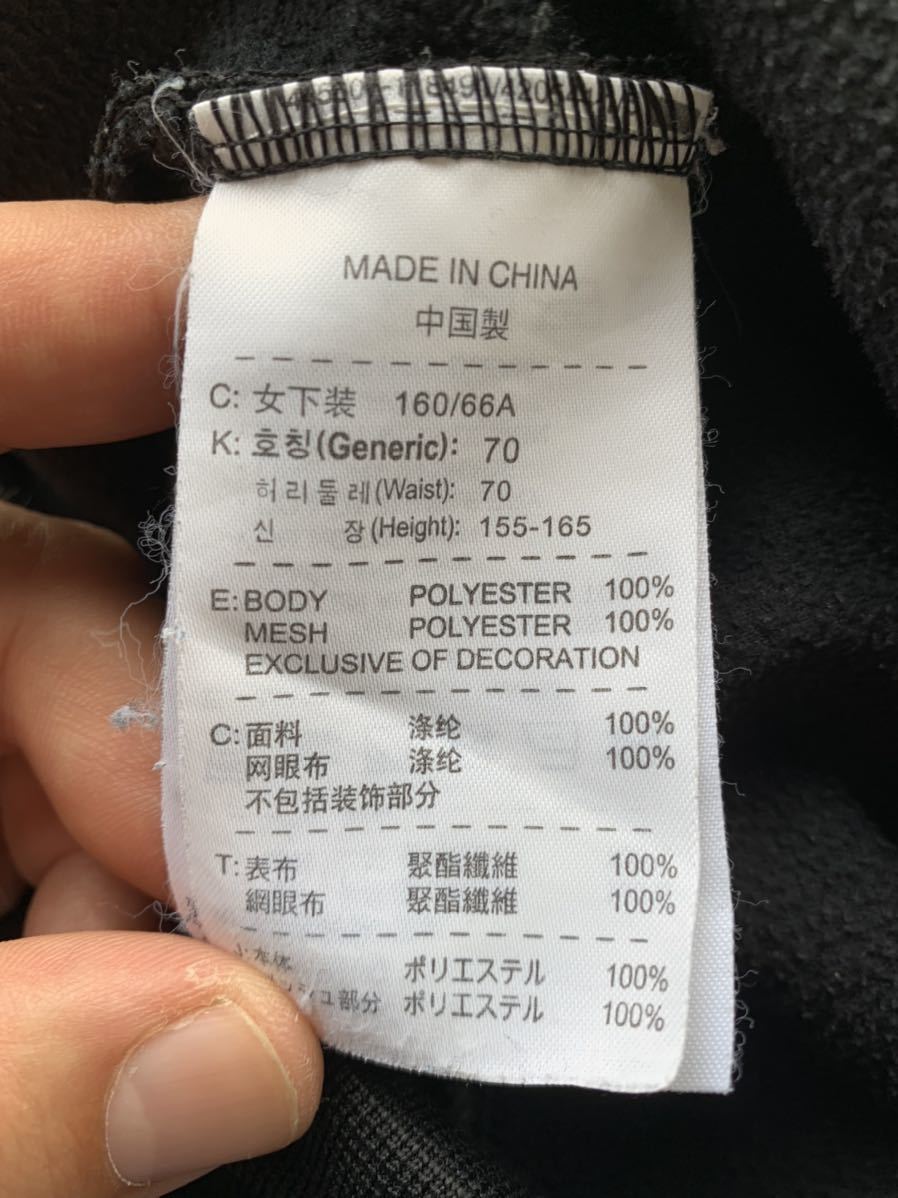 MADE IN CHINA
中国製
C: 女下装 160/66A
K: 호칭(Generic): 70
허리둘레(Waist): 70
신 장(Height): 155-165
E: BODY POLYESTER 100%
MESH POLYESTER 100%
EXCLUSIVE OF DECORATION
C: 面料 涤纶 100%
网眼布 涤纶 100%
不包括装饰部分
T: 表布 聚酯纖維 100%
網眼布 聚酯纖維 100%
ポリエステル 100%
部分 ポリエステル 100%